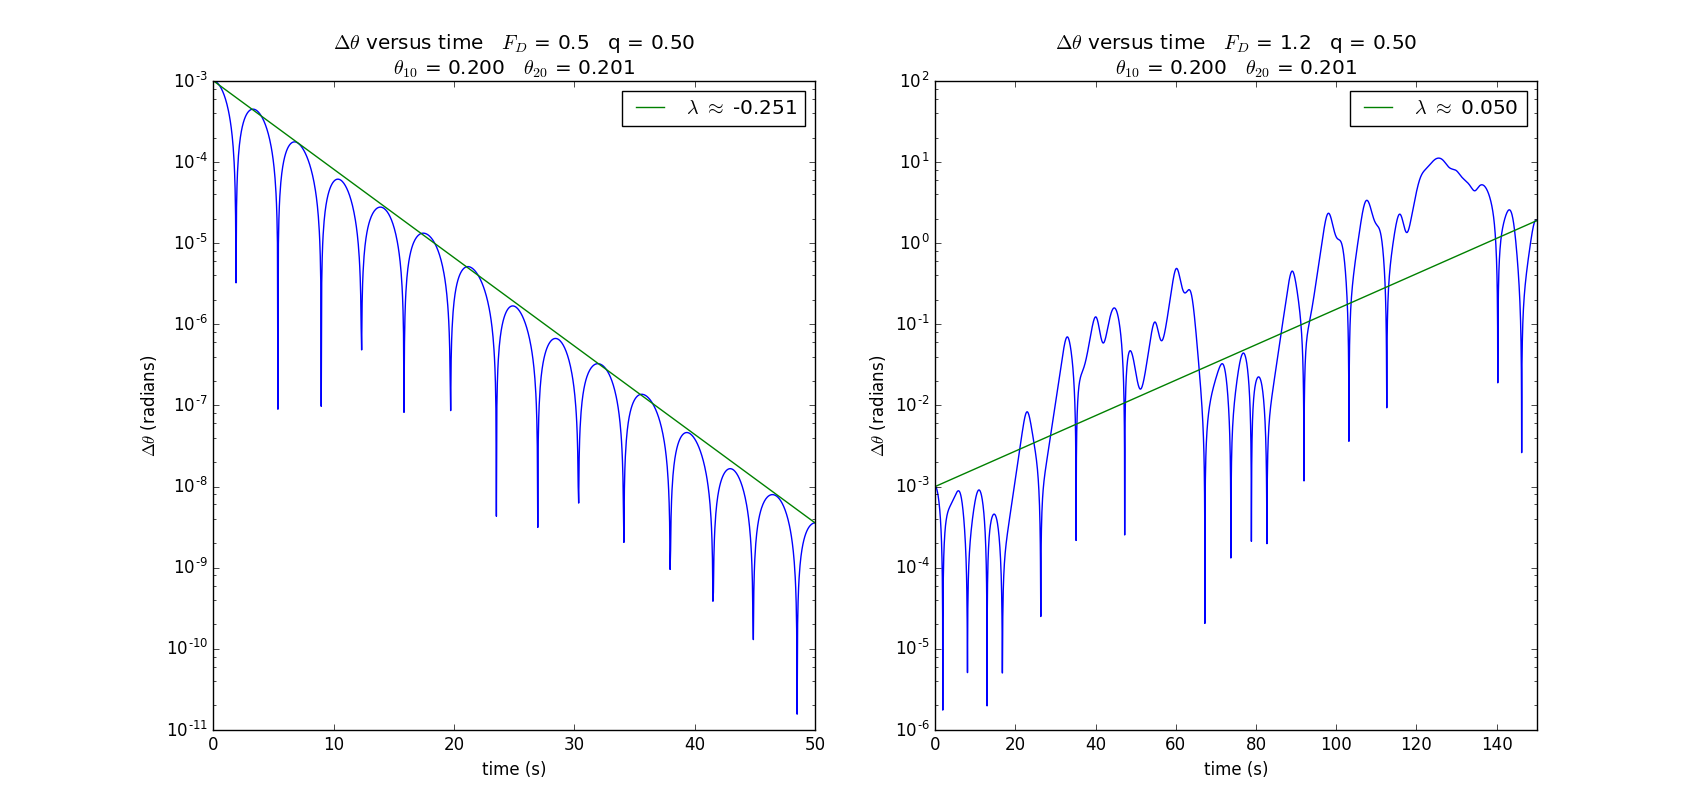 Δθ versus time F_D = 0.5 q = 0.50
θ_10 = 0.200 θ_20 = 0.201
λ ≈ -0.251
10^-3
10^-4
10^-5
10^-6
10^-7
10^-8
10^-9
10^-10
10^-11
Δθ (radians)
0 10 20 30 40 50
time (s)
Δθ versus time F_D = 1.2 q = 0.50
θ_10 = 0.200 θ_20 = 0.201
λ ≈ 0.050
10^2
10^1
10^0
10^-1
10^-2
10^-3
10^-4
10^-5
10^-6
Δθ (radians)
0 20 40 60 80 100 120 140
time (s)